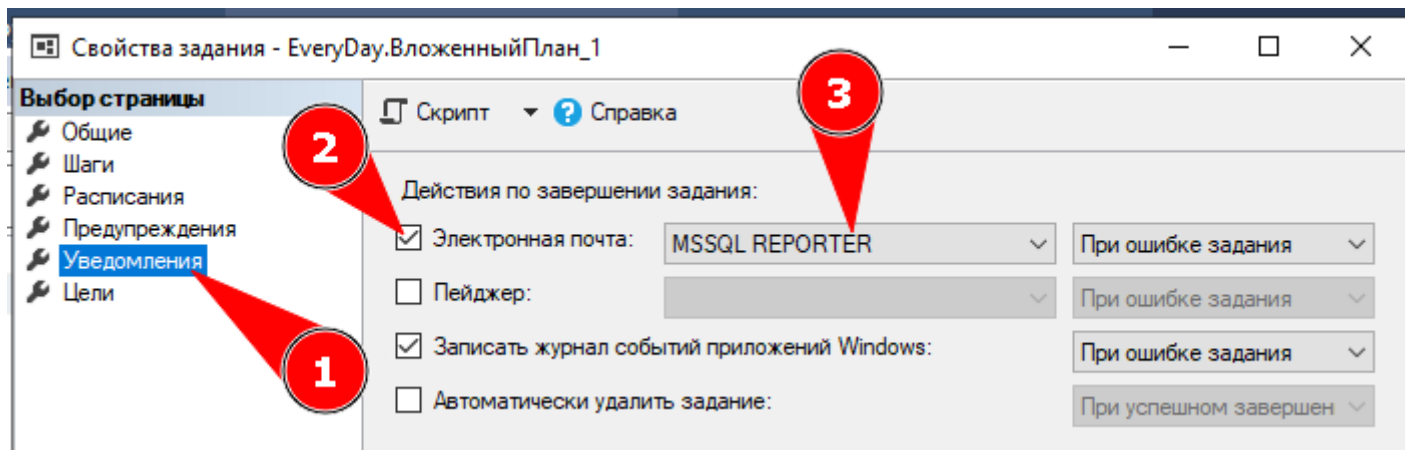 Свойства задания - EveryDay.ВложенныйПлан_1
Выбор страницы
Общие
Шаги
Расписания
Предупреждения
Уведомления
Цели
Скрипт
Справка
Действия по завершении задания:
Электронная почта: MSSQL REPORTER При ошибке задания
Пейджер: При ошибке задания
Записать журнал событий приложений Windows: При ошибке задания
Автоматически удалить задание: При успешном завершен
1
2
3